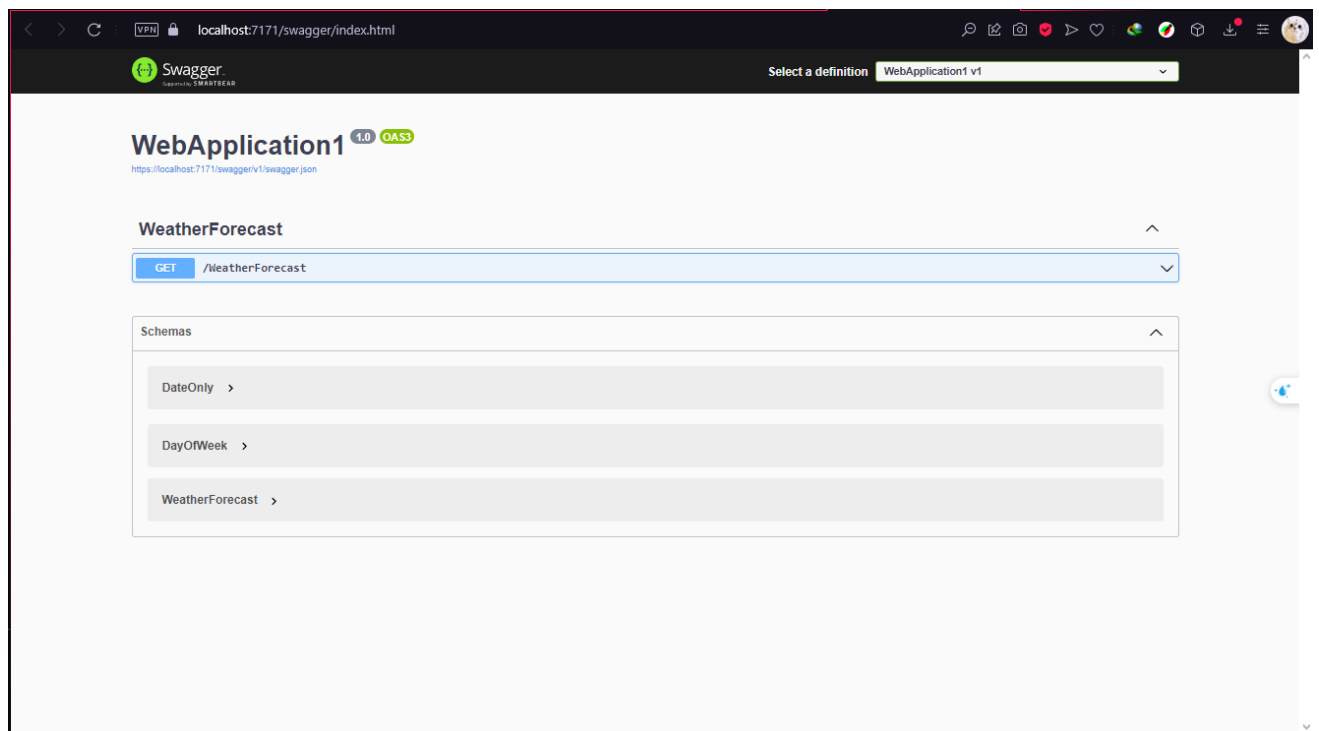 VPN localhost:7171/swagger/index.html
Swagger.
Supported by SMARTBEAR
Select a definition WebApplication1 v1
WebApplication1 1.0 OAS3
https://localhost:7171/swagger/v1/swagger.json
WeatherForecast
GET /WeatherForecast
Schemas
DateOnly
DayOfWeek
WeatherForecast